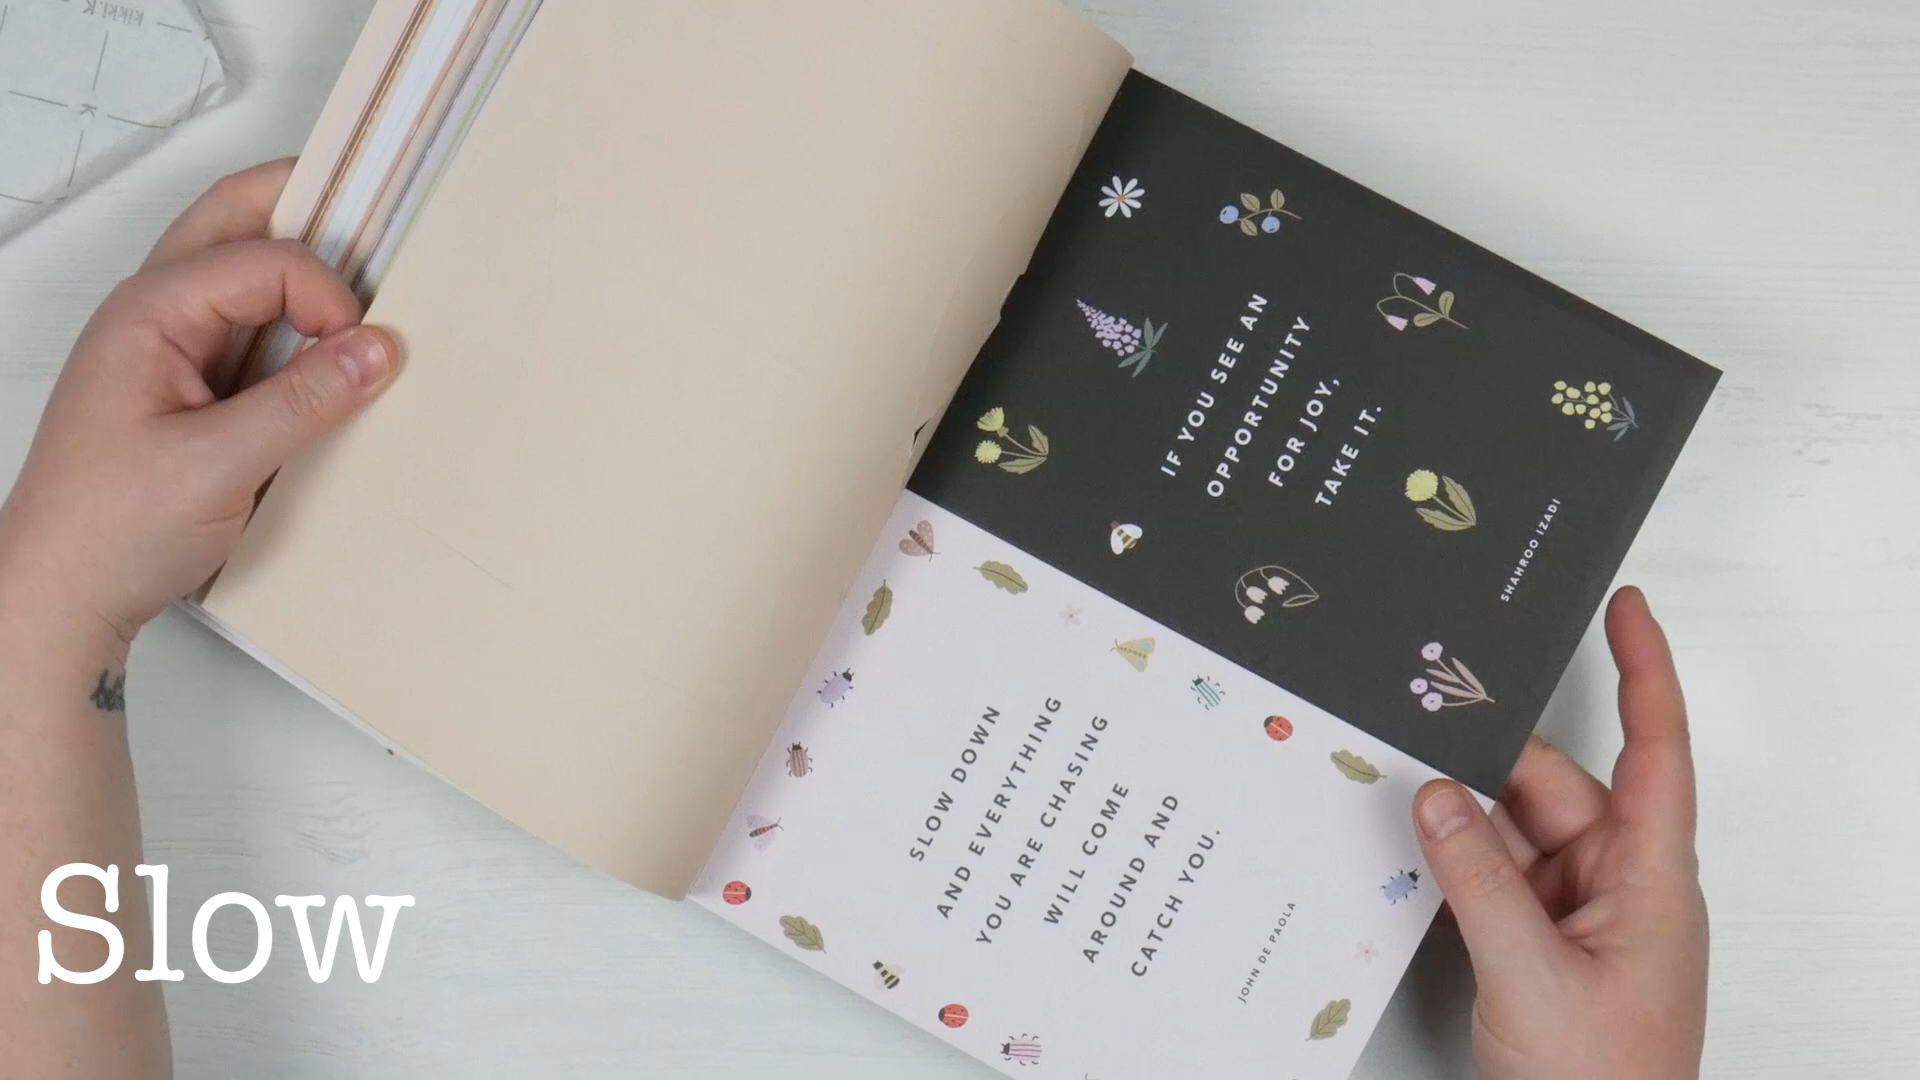 kikki.K
K
IF YOU SEE AN
OPPORTUNITY
FOR JOY,
TAKE IT.
SHAHROO IZADI
SLOW DOWN
AND EVERYTHING
YOU ARE CHASING
WILL COME
AROUND AND
CATCH YOU.
JOHN DE PAOLA
Slow